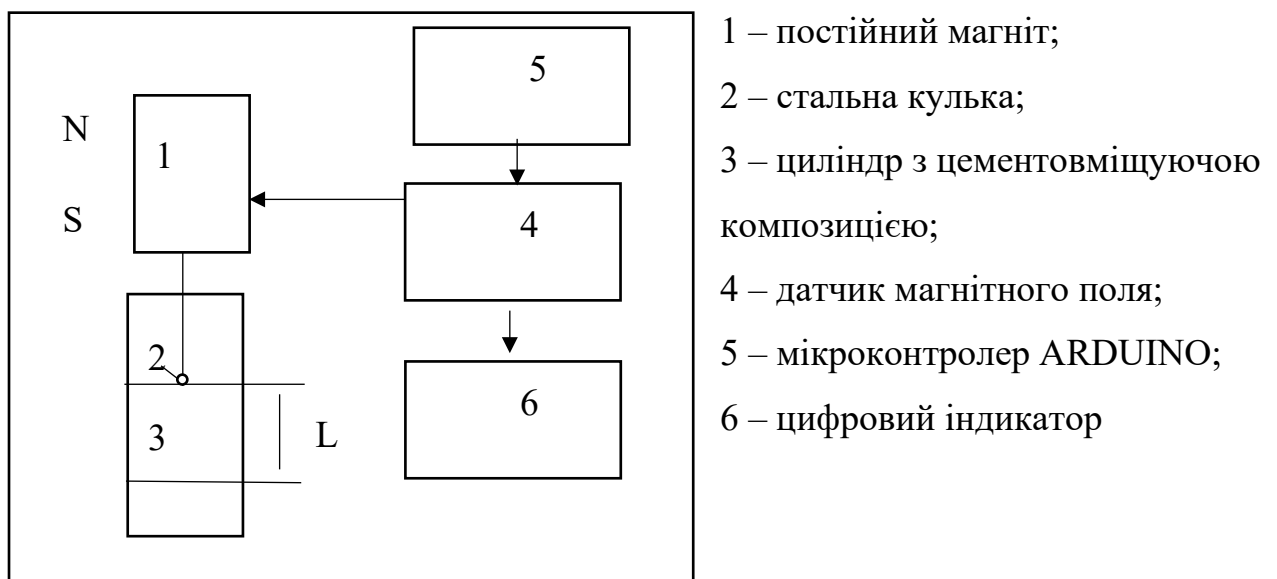 5
N
1
S
4
2
6
3
L
1 – постійний магніт;
2 – стальна кулька;
3 – циліндр з цементовміщуючою
композицією;
4 – датчик магнітного поля;
5 – мікроконтролер ARDUINO;
6 – цифровий індикатор